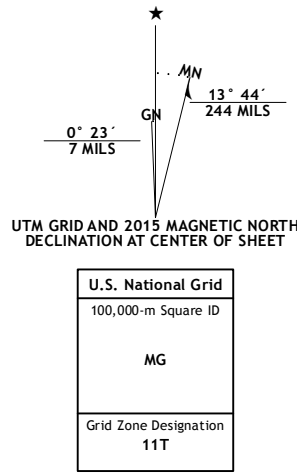 MN
13° 44´
244 MILS
GN
0° 23´
7 MILS
UTM GRID AND 2015 MAGNETIC NORTH
DECLINATION AT CENTER OF SHEET
U.S. National Grid
100,000-m Square ID
MG
Grid Zone Designation
11T